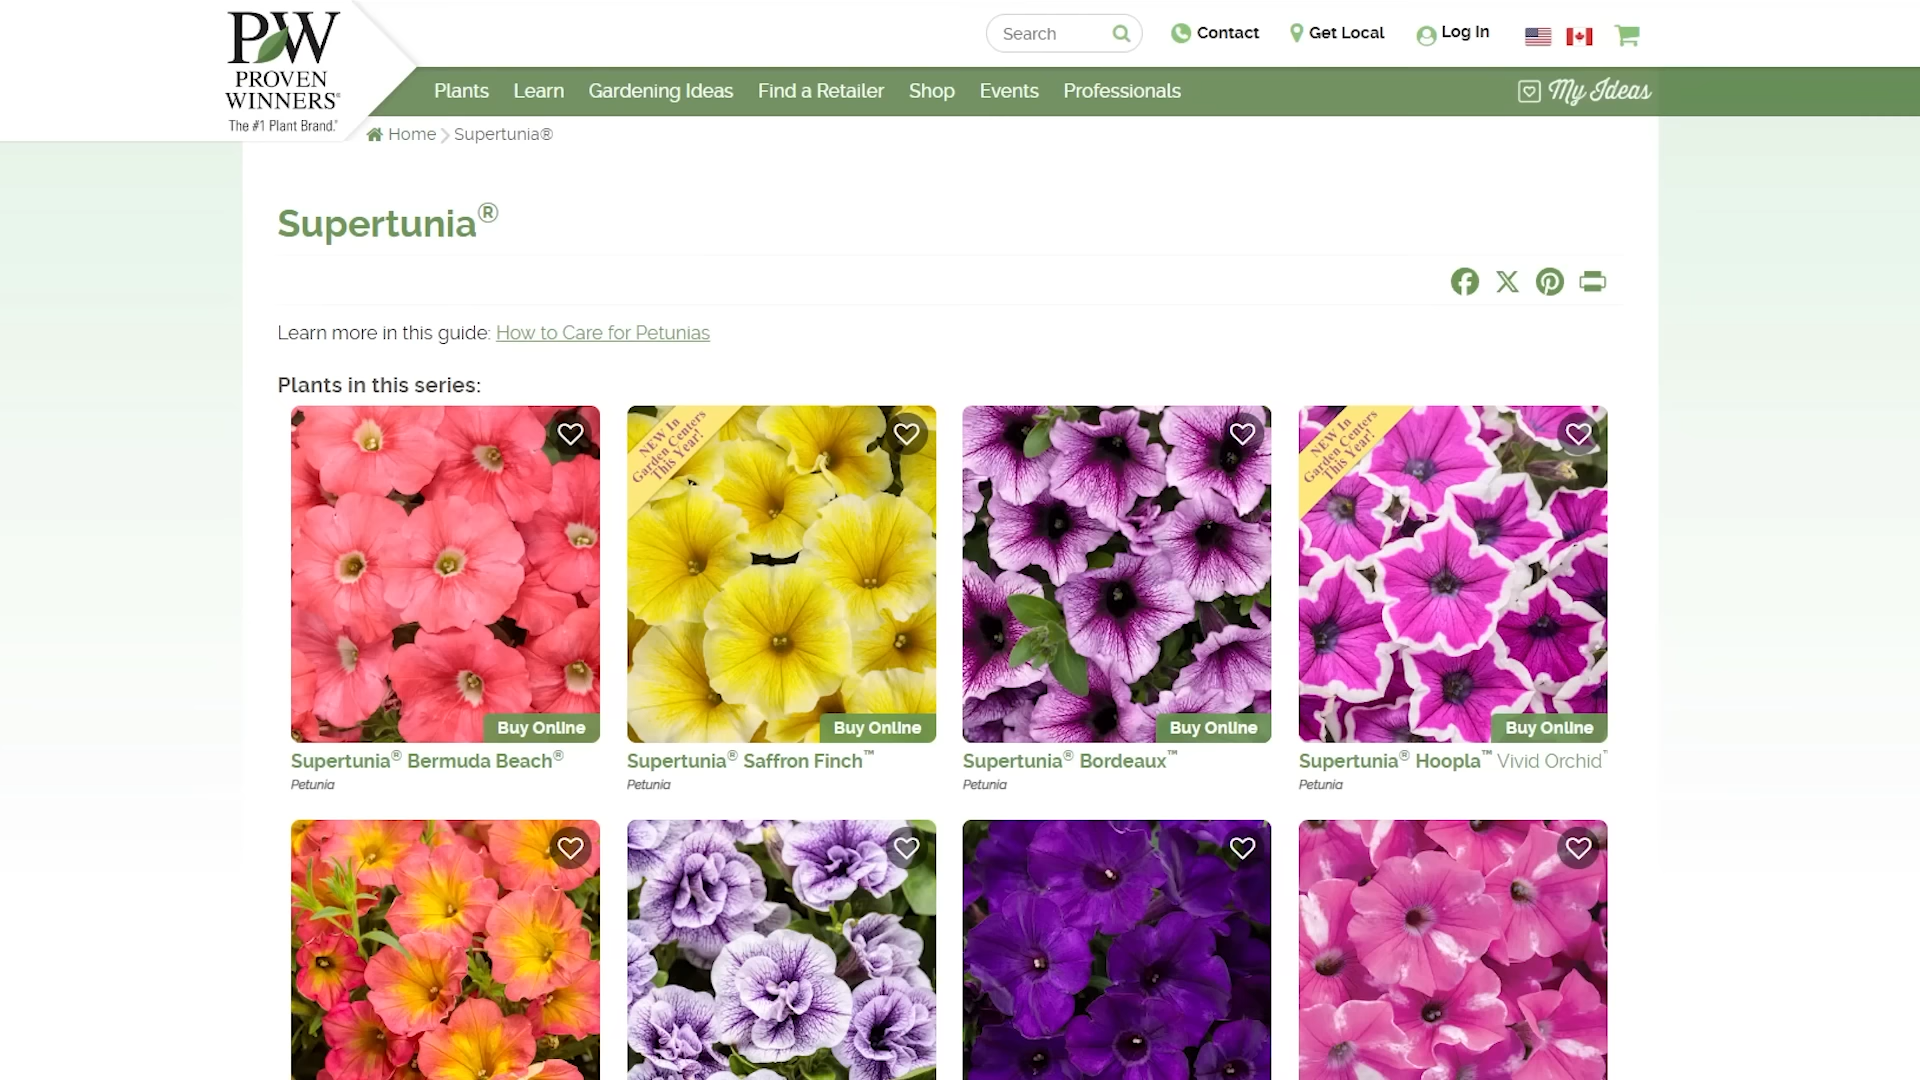 PW
PROVEN
WINNERS®
The #1 Plant Brand.®
Search
Contact
Get Local
Log In
Plants
Learn
Gardening Ideas
Find a Retailer
Shop
Events
Professionals
My Ideas
Home
Supertunia®
Supertunia®
Learn more in this guide: How to Care for Petunias
Plants in this series:
NEW In
Garden Centers
This Year!
NEW In
Garden Centers
This Year!
Buy Online
Buy Online
Buy Online
Buy Online
Supertunia® Bermuda Beach®
Petunia
Supertunia® Saffron Finch™
Petunia
Supertunia® Bordeaux™
Petunia
Supertunia® Hoopla™ Vivid Orchid™
Petunia